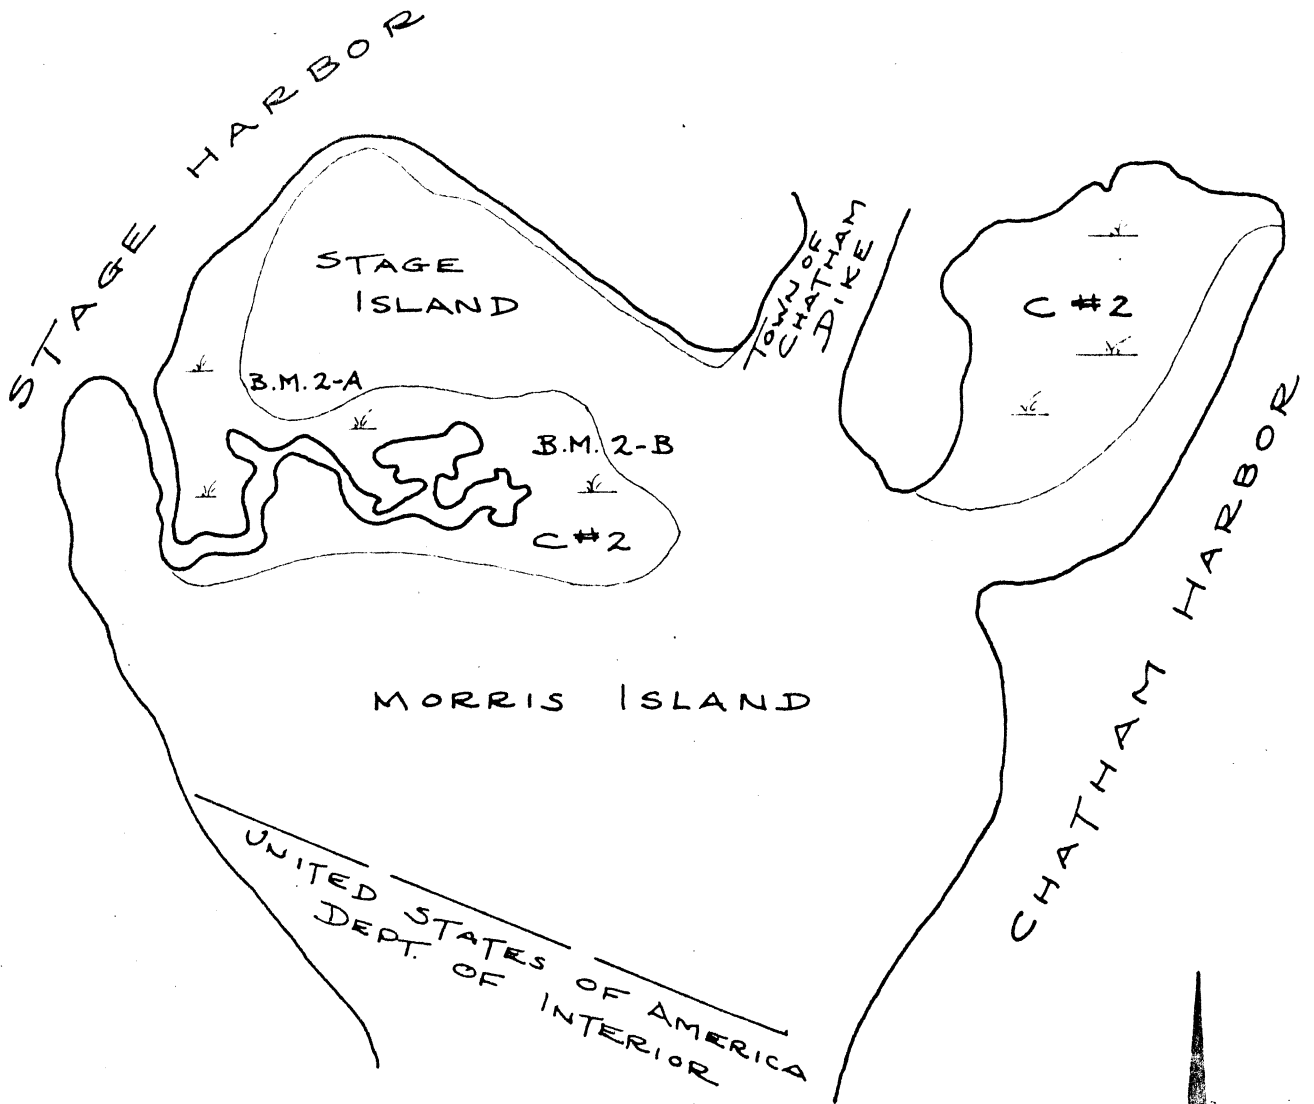 STAGE HARBOR
STAGE
ISLAND
TOWN OF
CHATHAM
DIKE
C #2
B.M. 2-A
B.M. 2-B
C #2
CHATHAM HARBOR
MORRIS ISLAND
UNITED STATES OF AMERICA
DEPT. OF INTERIOR